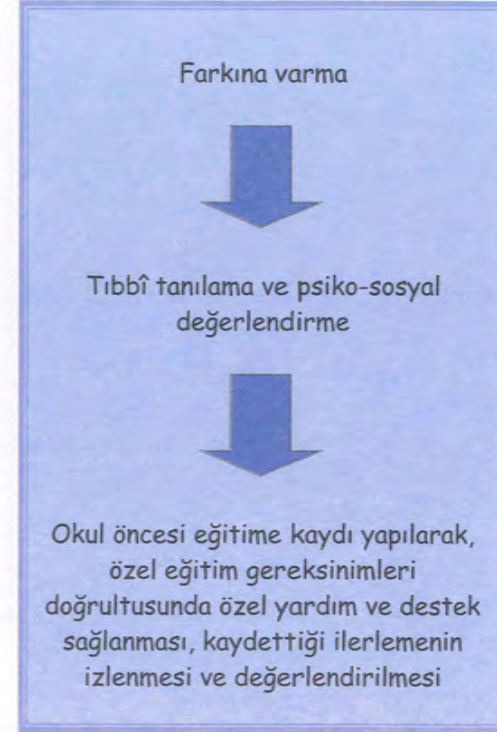 Farkına varma
Tıbbî tanılama ve psiko-sosyal
değerlendirme
Okul öncesi eğitime kaydı yapılarak,
özel eğitim gereksinimleri
doğrultusunda özel yardım ve destek
sağlanması, kaydettiği ilerlemenin
izlenmesi ve değerlendirilmesi